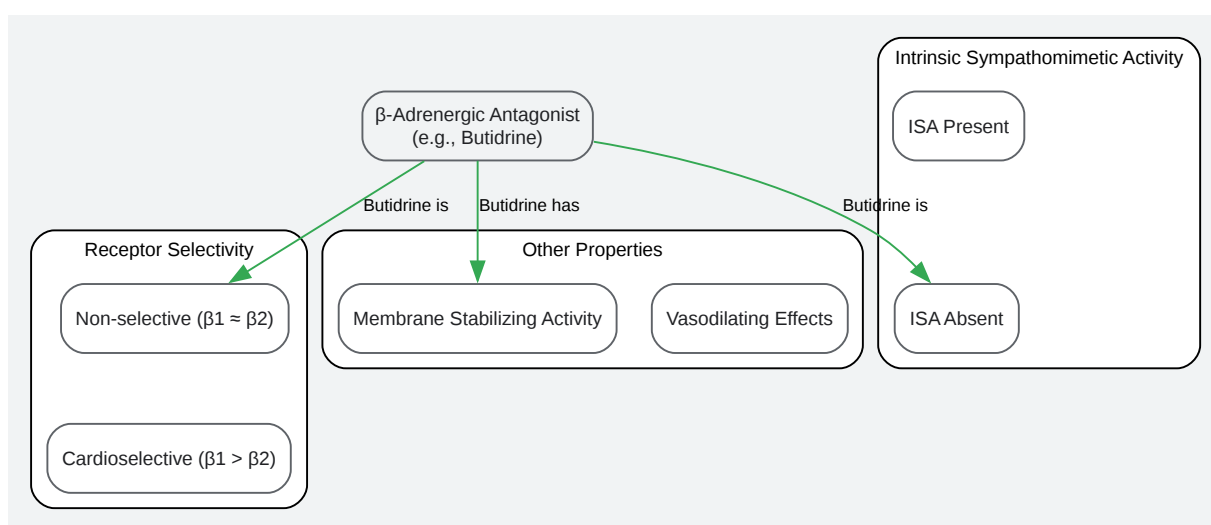 Intrinsic Sympathomimetic Activity
β-Adrenergic Antagonist
(e.g., Butidrine)
ISA Present
Butidrine is
Butidrine has
Butidrine is
Receptor Selectivity
Other Properties
Non-selective (β1 ≈ β2)
Membrane Stabilizing Activity
Vasodilating Effects
ISA Absent
Cardioselective (β1 > β2)